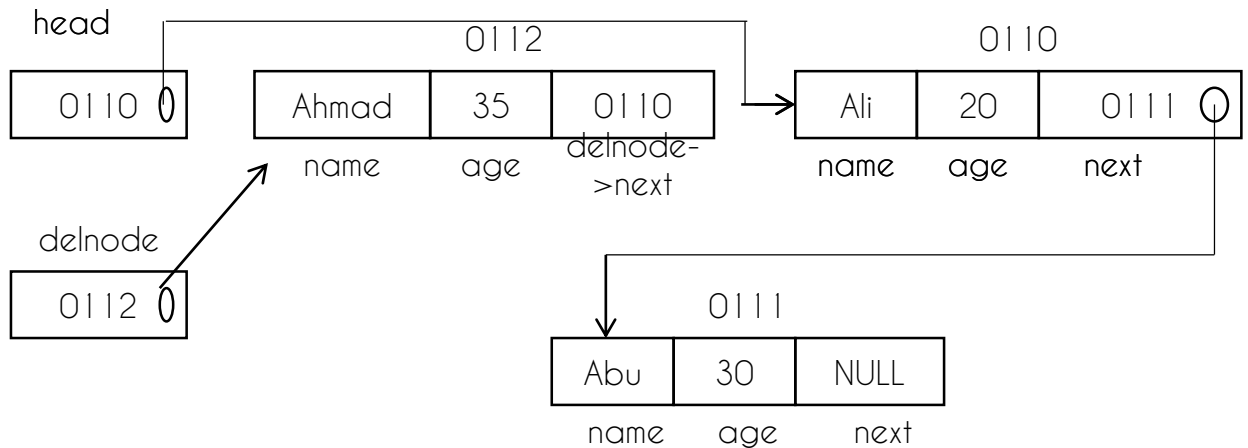 head
0112
0110
0110
Ahmad 35 0110
Ali 20 0111
name age delnode-
>next
name age next
delnode
0112
0111
Abu 30 NULL
name age next